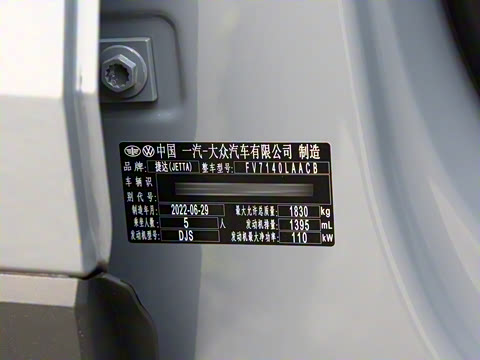 中国 一汽-大众汽车有限公司 制造
品牌: 捷达(JETTA) 整车型号: FV7140LAACB
车辆识
别代号:
制造年月: 2022-06-29 最大允许总质量: 1830 kg
乘坐人数: 5 人 发动机排量: 1395 mL
发动机型号: DJS 发动机最大净功率: 110 kW